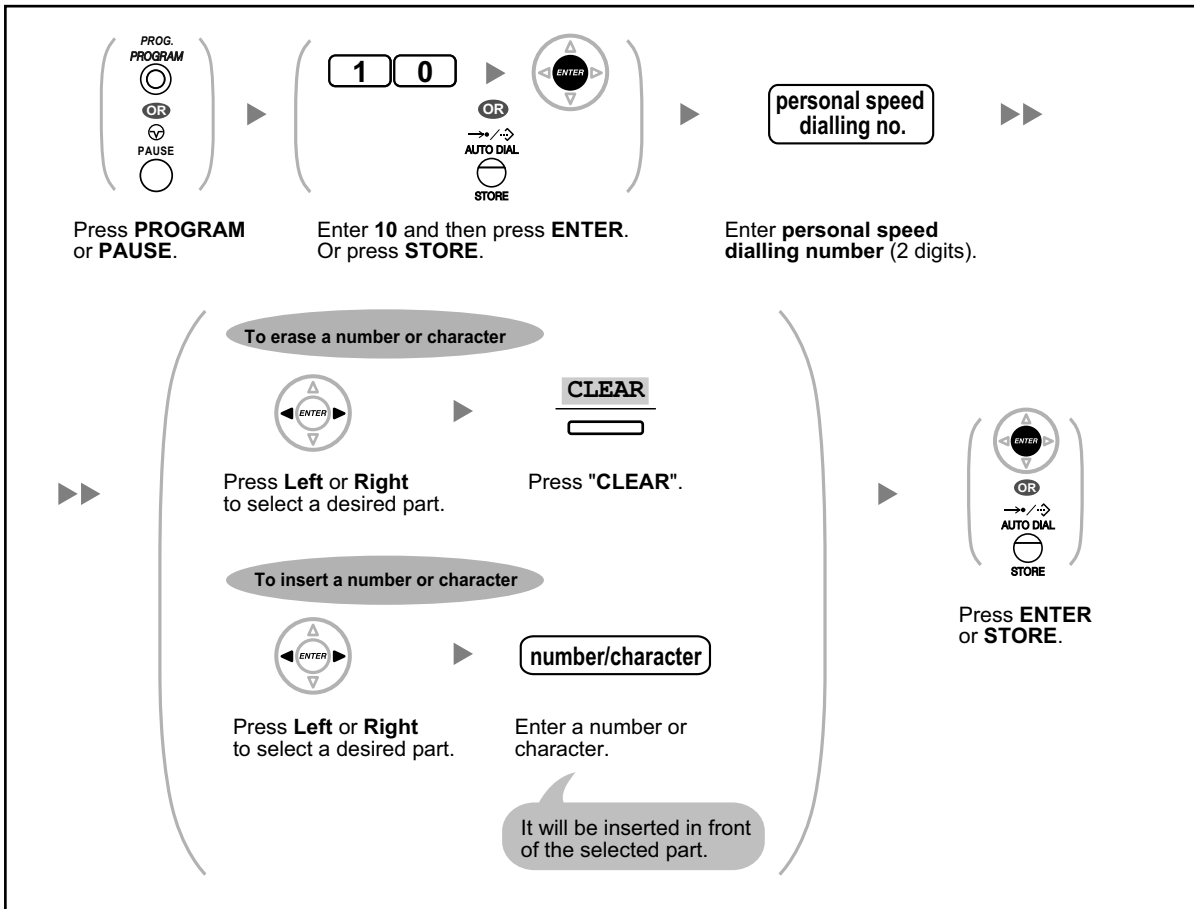 PROG.
PROGRAM
OR
PAUSE
Press PROGRAM
or PAUSE.
1 0
ENTER
OR
AUTO DIAL
STORE
Enter 10 and then press ENTER.
Or press STORE.
personal speed
dialling no.
Enter personal speed
dialling number (2 digits).
To erase a number or character
ENTER
Press Left or Right
to select a desired part.
CLEAR
Press "CLEAR".
To insert a number or character
ENTER
Press Left or Right
to select a desired part.
number/character
Enter a number or
character.
It will be inserted in front
of the selected part.
ENTER
OR
AUTO DIAL
STORE
Press ENTER
or STORE.